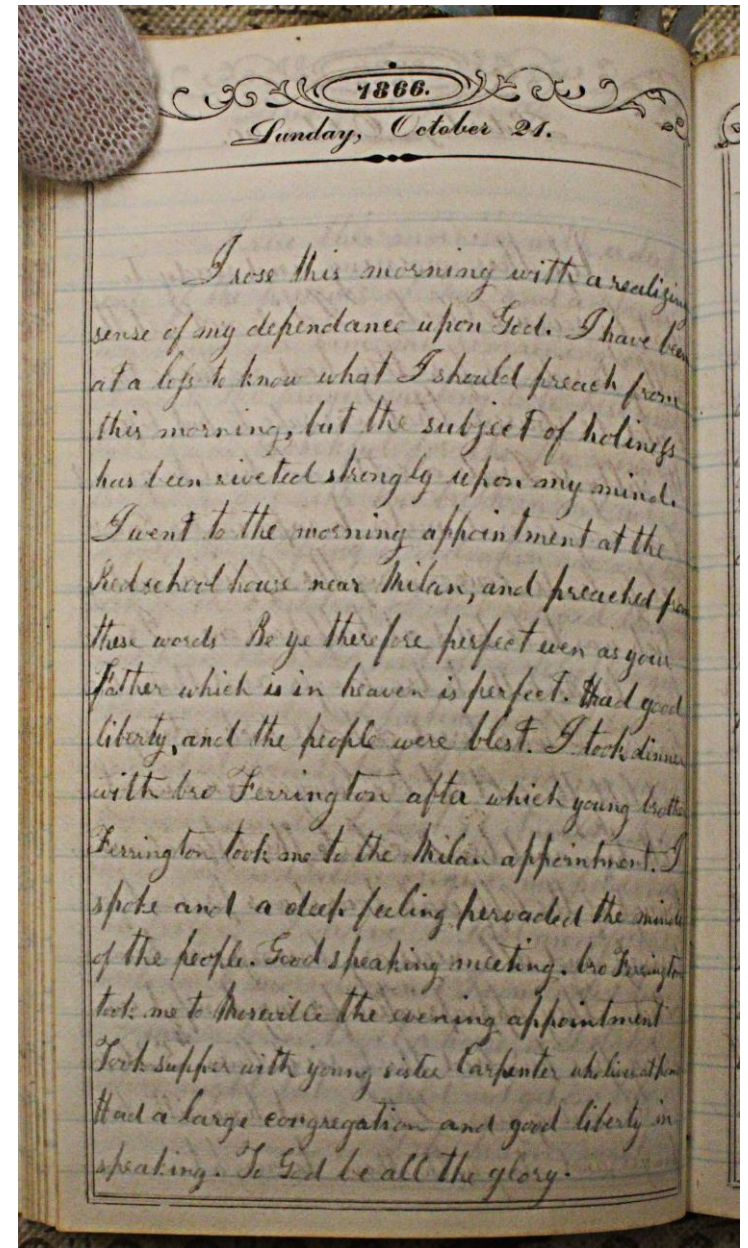 1866.
Sunday, October 21.
I rose this morning with a realizing
sense of my dependance upon God. I have been
at a loss to know what I should preach from
this morning, but the subject of holiness
has been riveted strongly upon my mind.
I went to the morning appointment at the
Red school house near Milan, and preached from
these words Be ye therefore perfect even as your
Father which is in heaven is perfect. Had good
liberty, and the people were blest. I took dinner
with bro Ferrington after which young brother
Ferrington took me to the Milan appointment. I
spoke and a deep feeling pervaded the minds
of the people. Good speaking meeting. bro Ferrington
took me to the evening appointment
Took supper with young sister Carpenter who lives at
Had a large congregation and good liberty in
speaking. To God be all the glory.